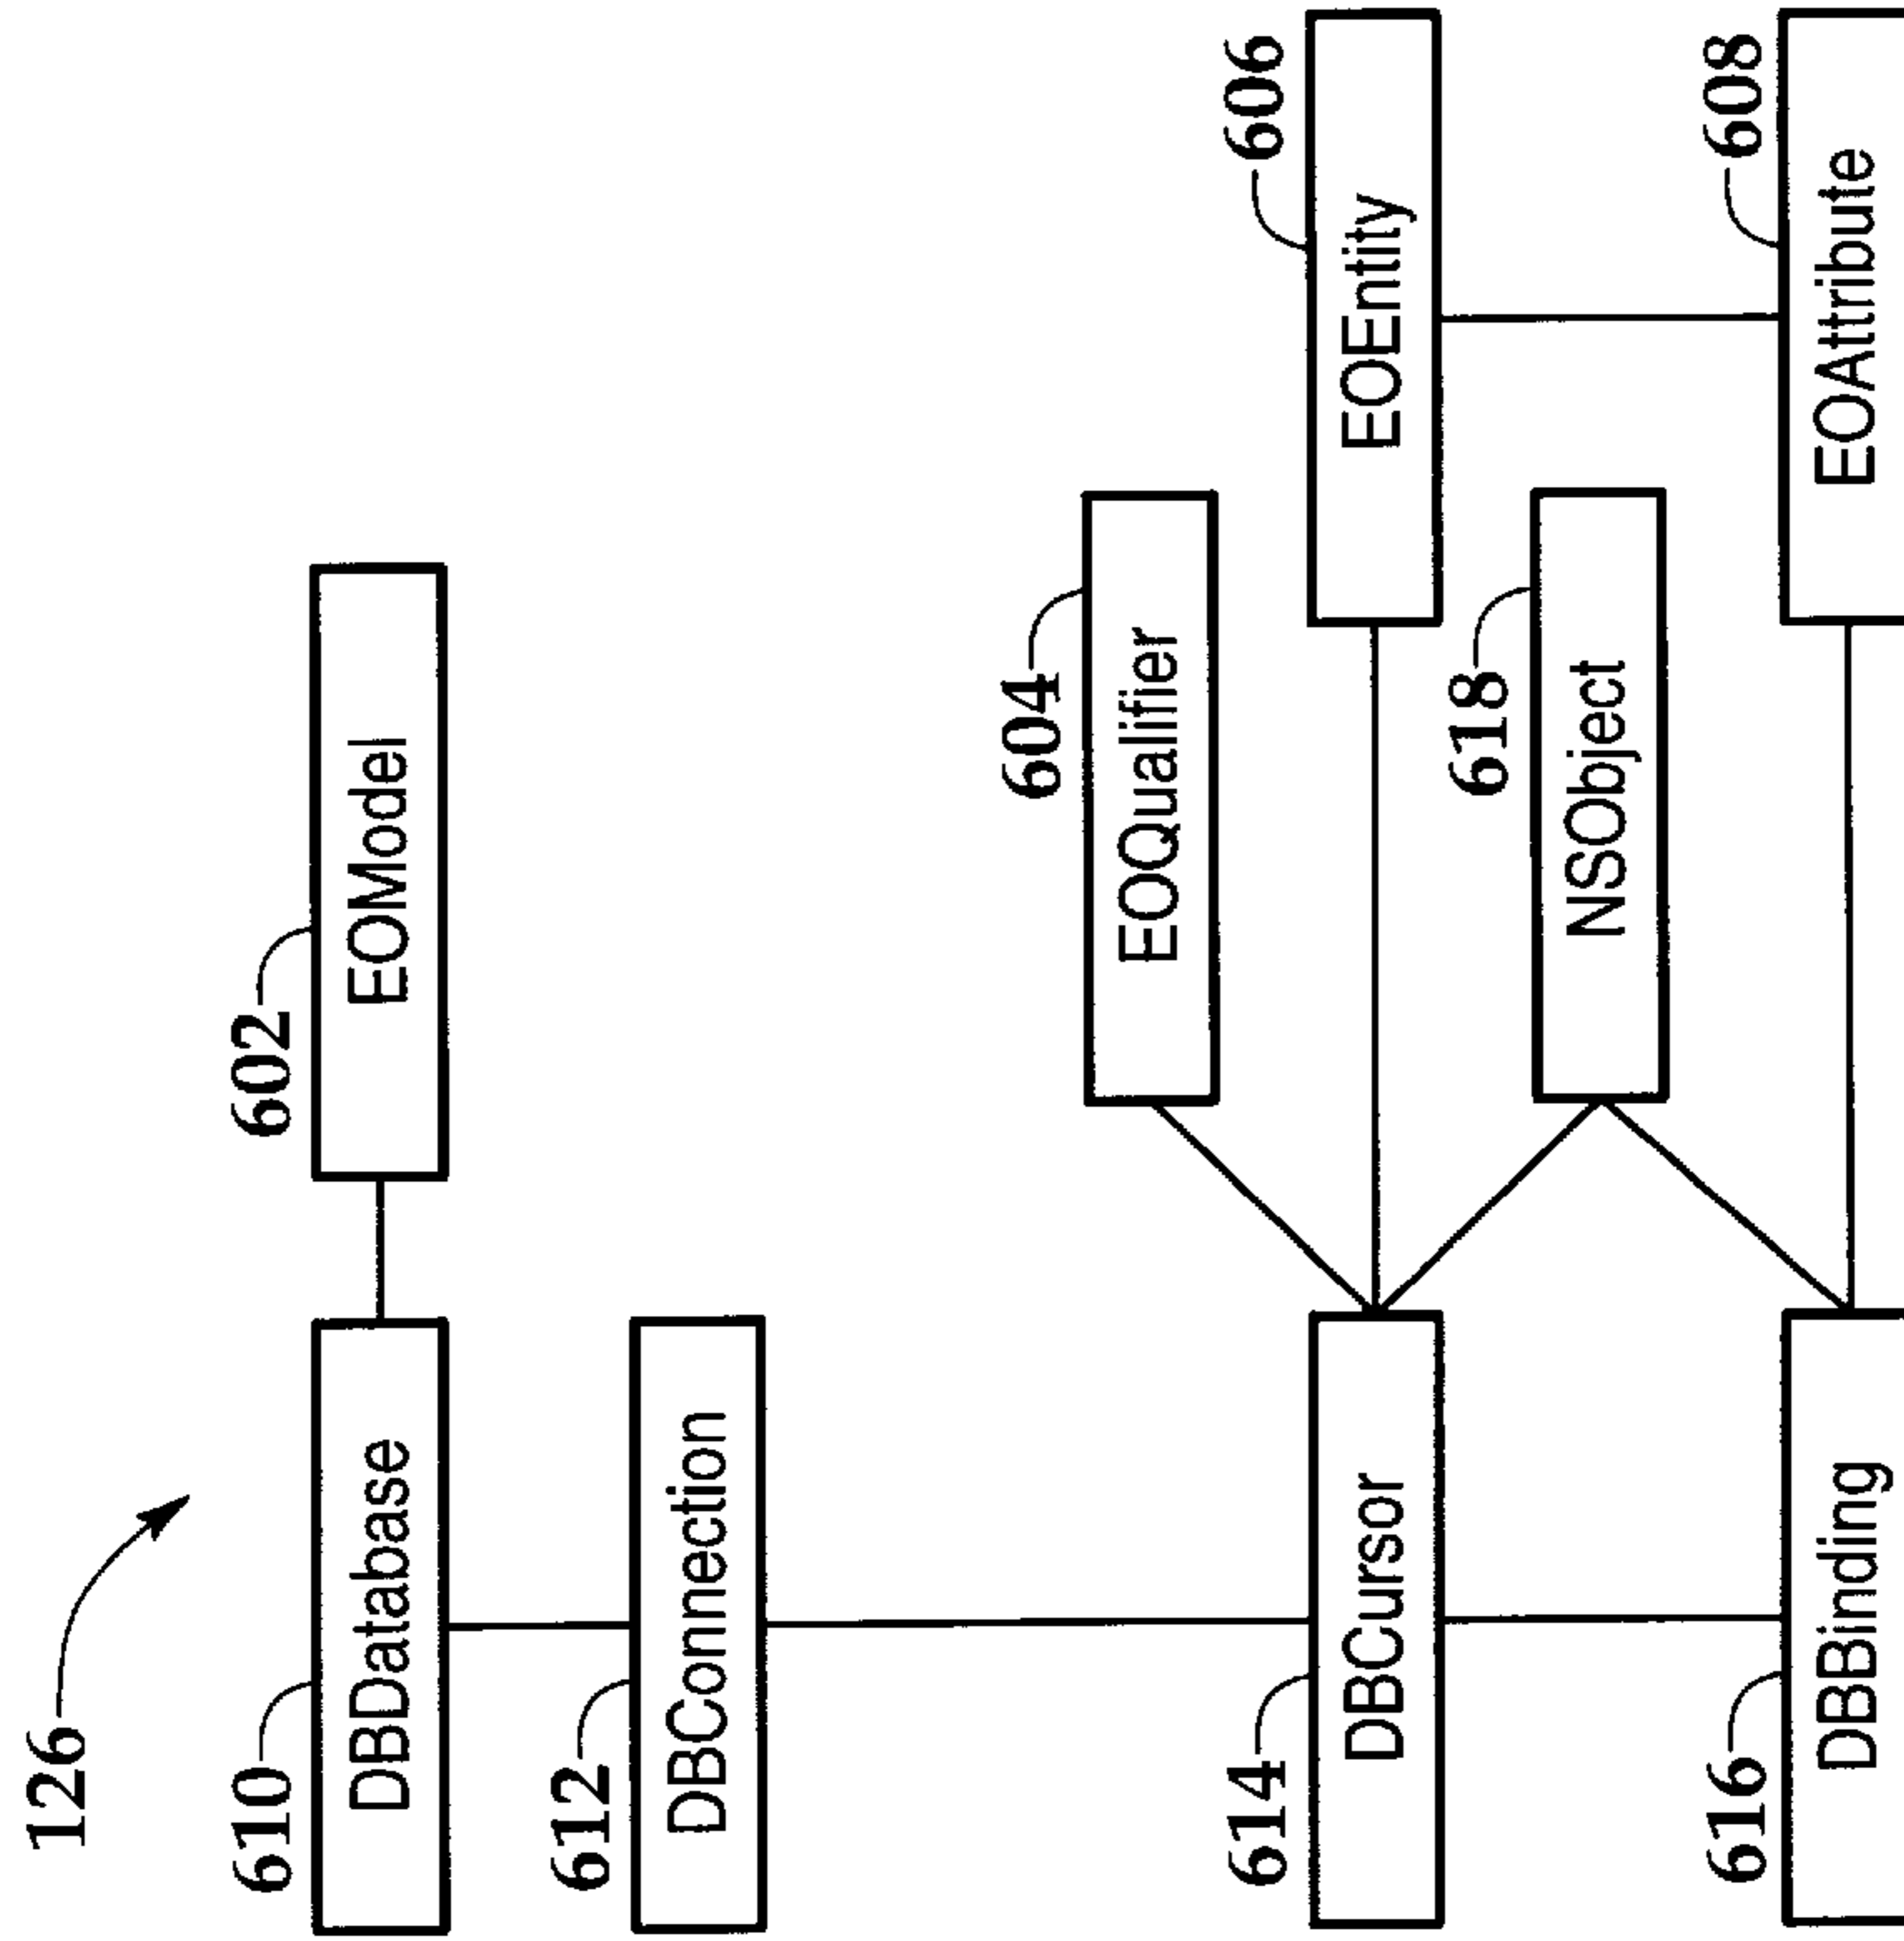 126
610
DBDatabase
602
EOModel
612
DBConnection
604
EOQualifier
614
DBCursor
606
EOEntity
618
NSObject
616
DBBinding
608
EOAttribute